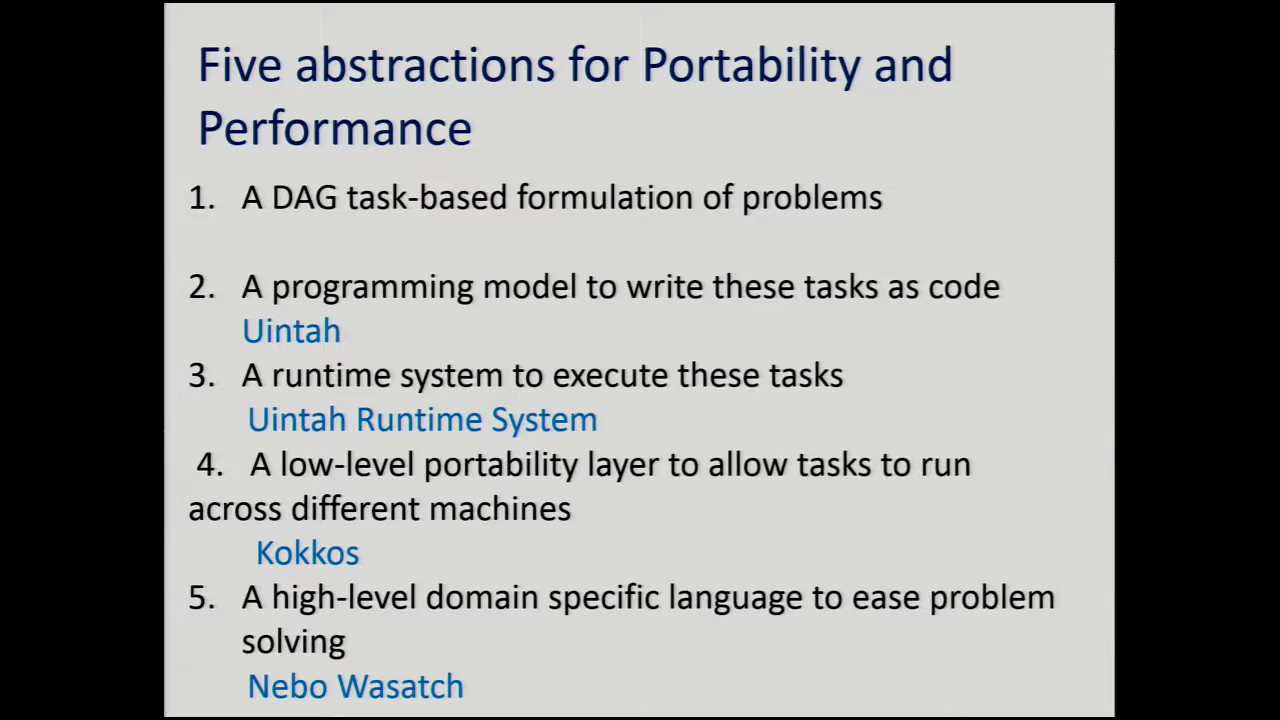 Five abstractions for Portability and
Performance
1. A DAG task-based formulation of problems
2. A programming model to write these tasks as code
Uintah
3. A runtime system to execute these tasks
Uintah Runtime System
4. A low-level portability layer to allow tasks to run
across different machines
Kokkos
5. A high-level domain specific language to ease problem
solving
Nebo Wasatch